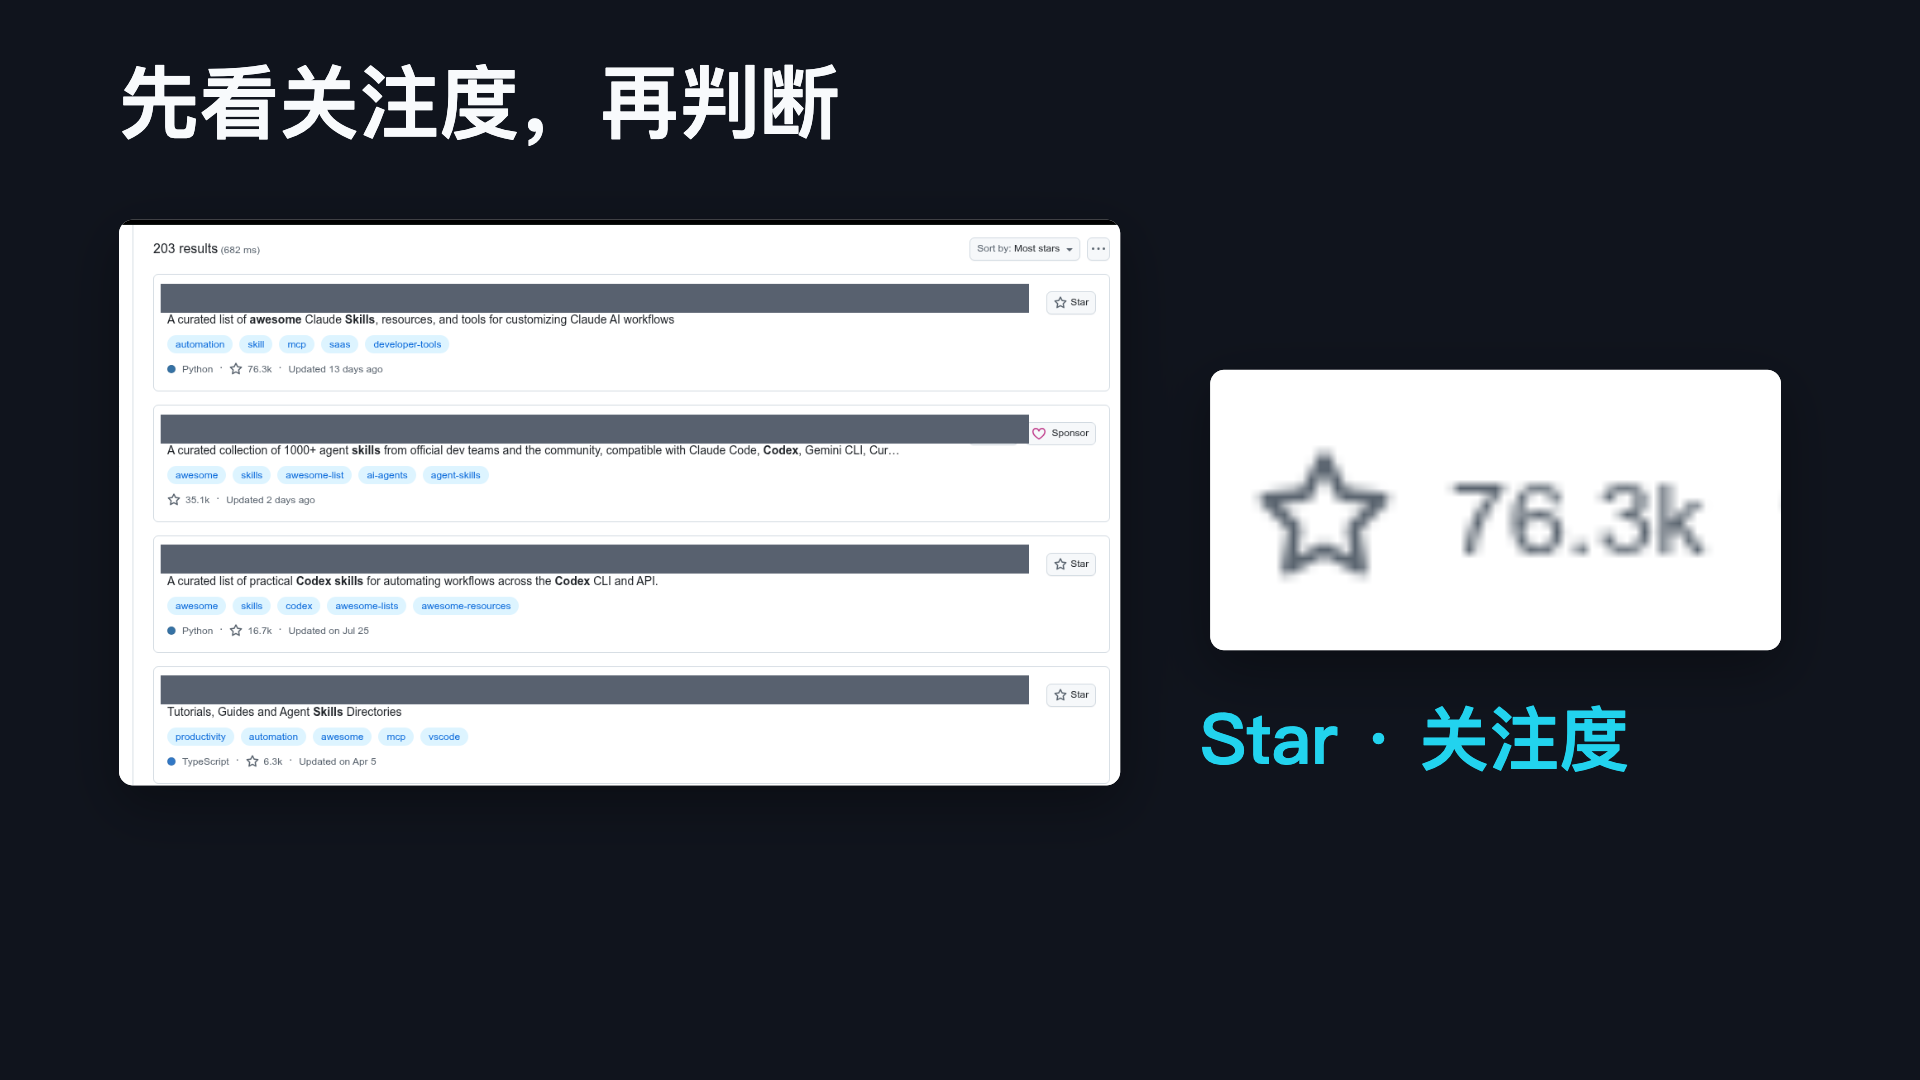 先看关注度，再判断
203 results (682 ms)
Sort by: Most stars
Star
A curated list of awesome Claude Skills, resources, and tools for customizing Claude AI workflows
automation skill mcp saas developer-tools
Python · 76.3k · Updated 13 days ago
Sponsor
A curated collection of 1000+ agent skills from official dev teams and the community, compatible with Claude Code, Codex, Gemini CLI, Cur…
awesome skills awesome-list ai-agents agent-skills
35.1k · Updated 2 days ago
Star
A curated list of practical Codex skills for automating workflows across the Codex CLI and API.
awesome skills codex awesome-lists awesome-resources
Python · 16.7k · Updated on Jul 25
Star
Tutorials, Guides and Agent Skills Directories
productivity automation awesome mcp vscode
TypeScript · 6.3k · Updated on Apr 5
76.3k
Star · 关注度